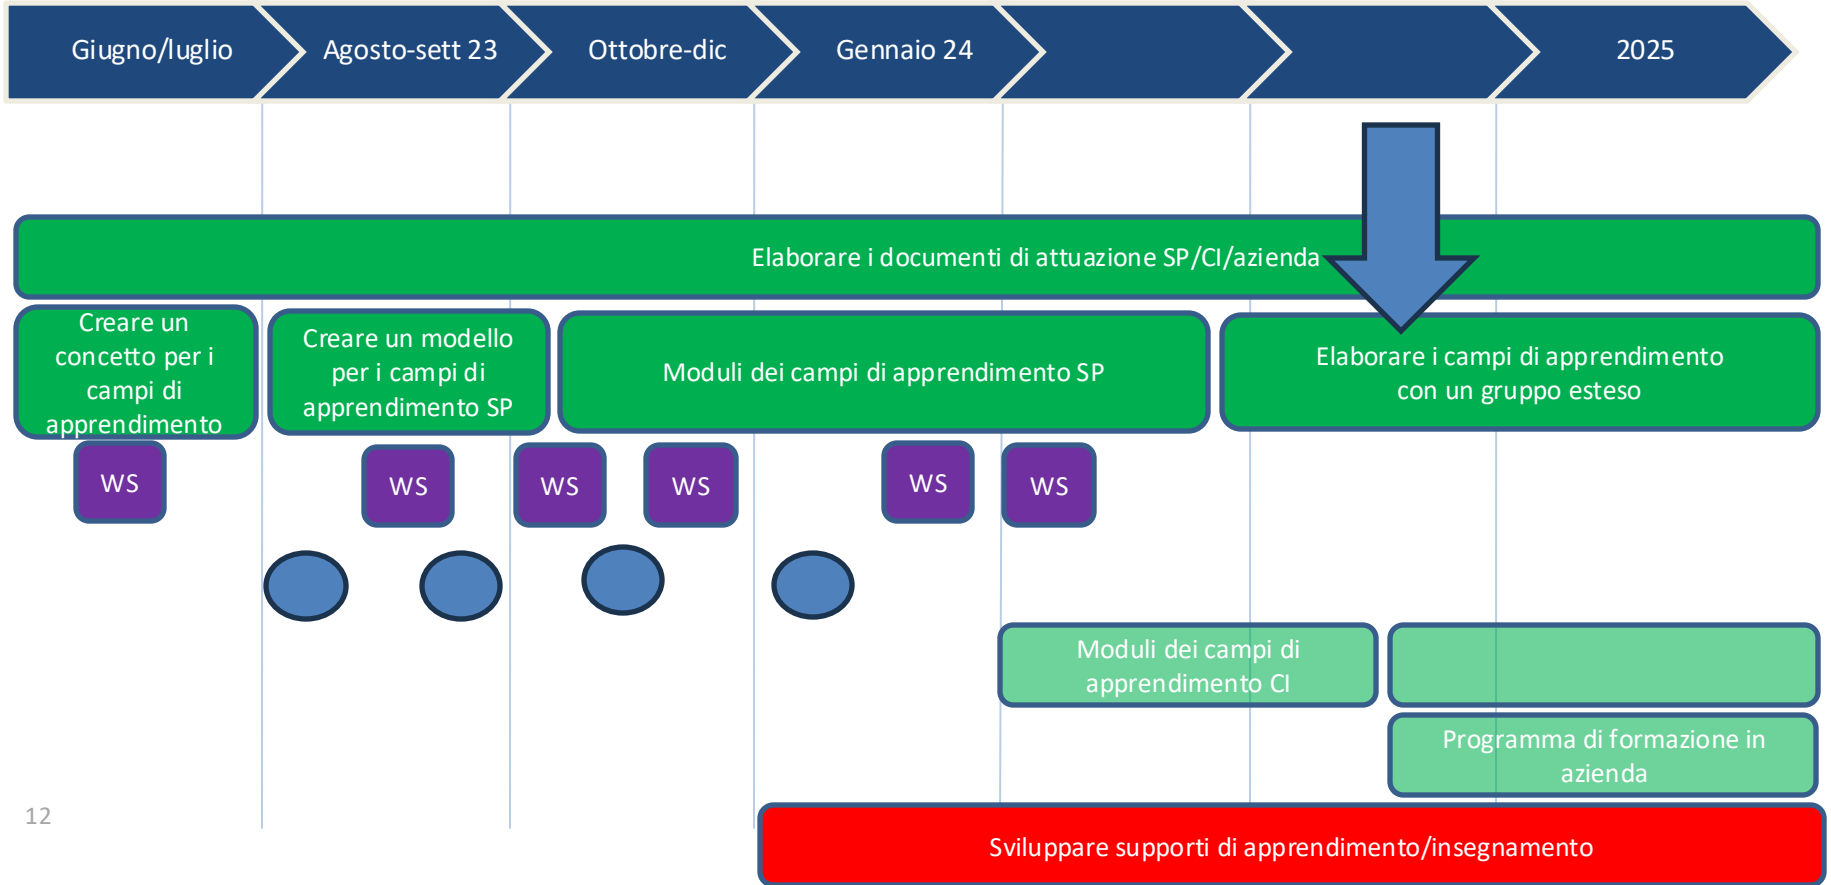 Giugno/luglio
Agosto-sett 23
Ottobre-dic
Gennaio 24
2025
Elaborare i documenti di attuazione SP/CI/azienda
Creare un
concetto per i
campi di
apprendimento
Creare un modello
per i campi di
apprendimento SP
Moduli dei campi di apprendimento SP
Elaborare i campi di apprendimento
con un gruppo esteso
WS
WS
WS
WS
WS
WS
Moduli dei campi di
apprendimento CI
Programma di formazione in
azienda
12
Sviluppare supporti di apprendimento/insegnamento